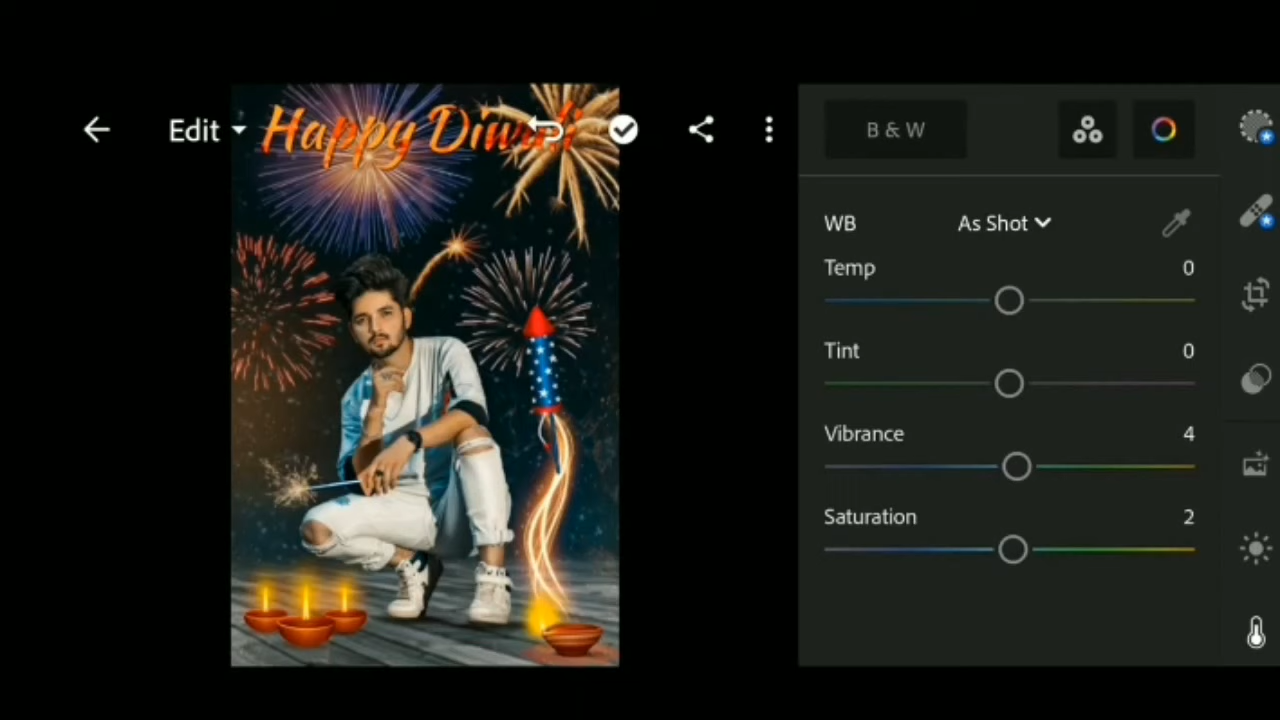 Edit
Happy Diwali
B & W
WB As Shot
Temp 0
Tint 0
Vibrance 4
Saturation 2